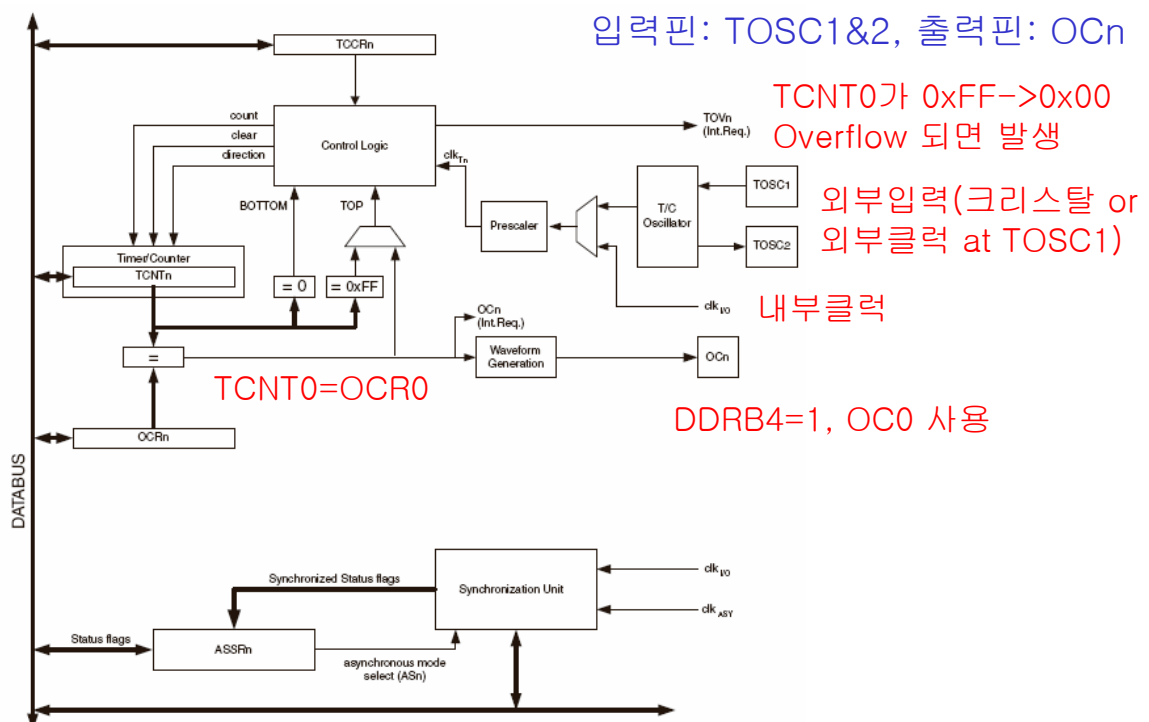 입력핀: TOSC1&2, 출력핀: OCn
TCCRn
TCNT0가 0xFF->0x00
Overflow 되면 발생
count
clear
direction
Control Logic
TOVn
(Int.Req.)
clkTn
BOTTOM
TOP
Prescaler
T/C
Oscillator
TOSC1
TOSC2
외부입력(크리스탈 or
외부클럭 at TOSC1)
Timer/Counter
TCNTn
= 0
= 0xFF
clkI/O
내부클럭
OCn
(Int.Req.)
=
Waveform
Generation
OCn
TCNT0=OCR0
DDRB4=1, OC0 사용
OCRn
DATABUS
Synchronized Status flags
Synchronization Unit
clkI/O
clkASY
Status flags
ASSRn
asynchronous mode
select (ASn)